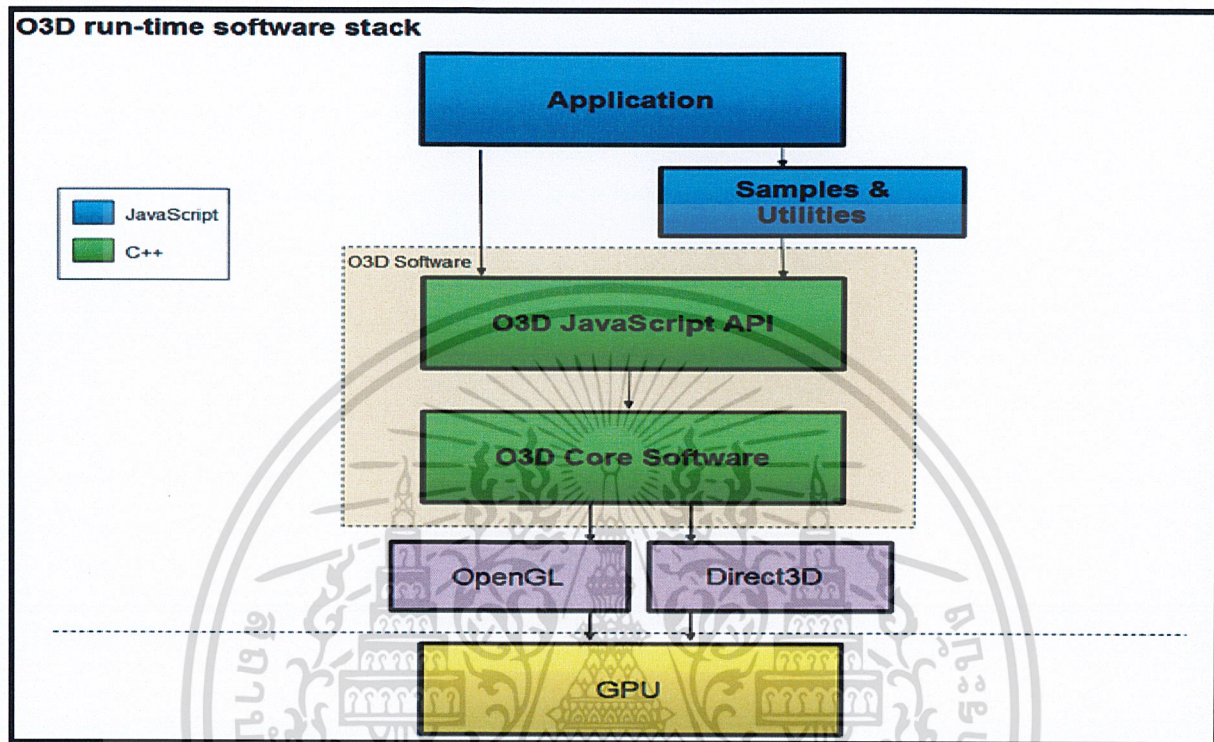 O3D run-time software stack
Application
Samples &
Utilities
JavaScript
C++
O3D Software
O3D JavaScript API
O3D Core Software
OpenGL
Direct3D
GPU